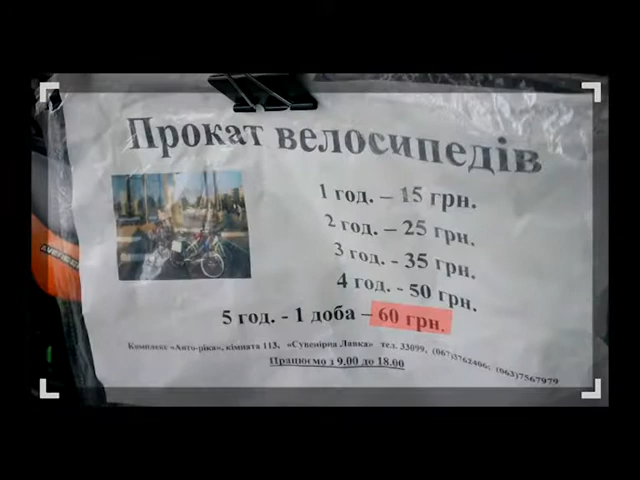 Прокат велосипедів
1 год. – 15 грн.
2 год. – 25 грн.
3 год. - 35 грн.
4 год. - 50 грн.
5 год. - 1 доба – 60 грн.
Комплекс «Авто-ріка», кімната 113. «Сувенірна Лавка» тел. 33099, (067)3762406; (063)7567979
Працюємо з 9.00 до 18.00